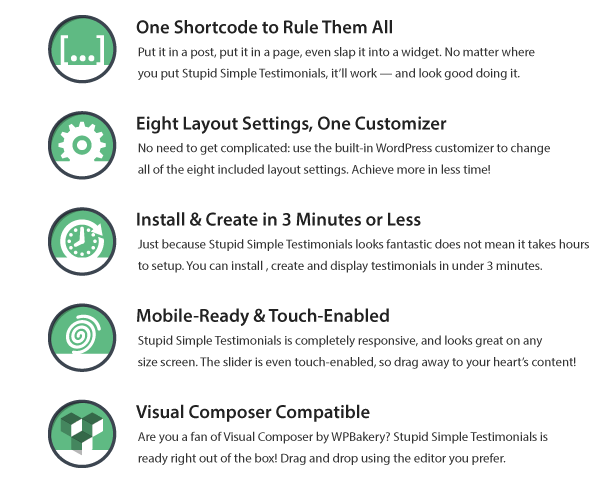 One Shortcode to Rule Them All
Put it in a post, put it in a page, even slap it into a widget. No matter where
you put Stupid Simple Testimonials, it'll work — and look good doing it.
Eight Layout Settings, One Customizer
No need to get complicated: use the built-in WordPress customizer to change
all of the eight included layout settings. Achieve more in less time!
Install & Create in 3 Minutes or Less
Just because Stupid Simple Testimonials looks fantastic does not mean it takes hours
to setup. You can install , create and display testimonials in under 3 minutes.
Mobile-Ready & Touch-Enabled
Stupid Simple Testimonials is completely responsive, and looks great on any
size screen. The slider is even touch-enabled, so drag away to your heart's content!
Visual Composer Compatible
Are you a fan of Visual Composer by WPBakery? Stupid Simple Testimonials is
ready right out of the box! Drag and drop using the editor you prefer.